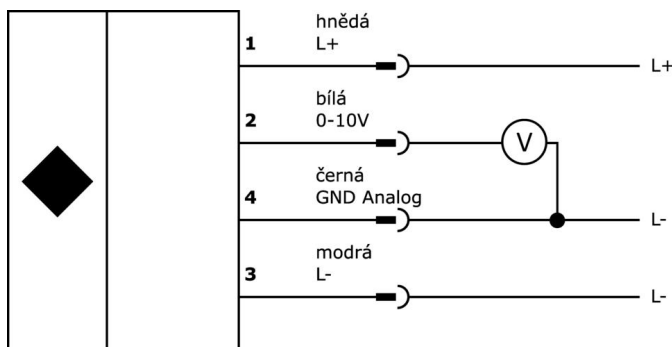 hnědá
1 L+
L+
bílá
2 0-10V
V
černá
4 GND Analog
L-
modrá
3 L-
L-